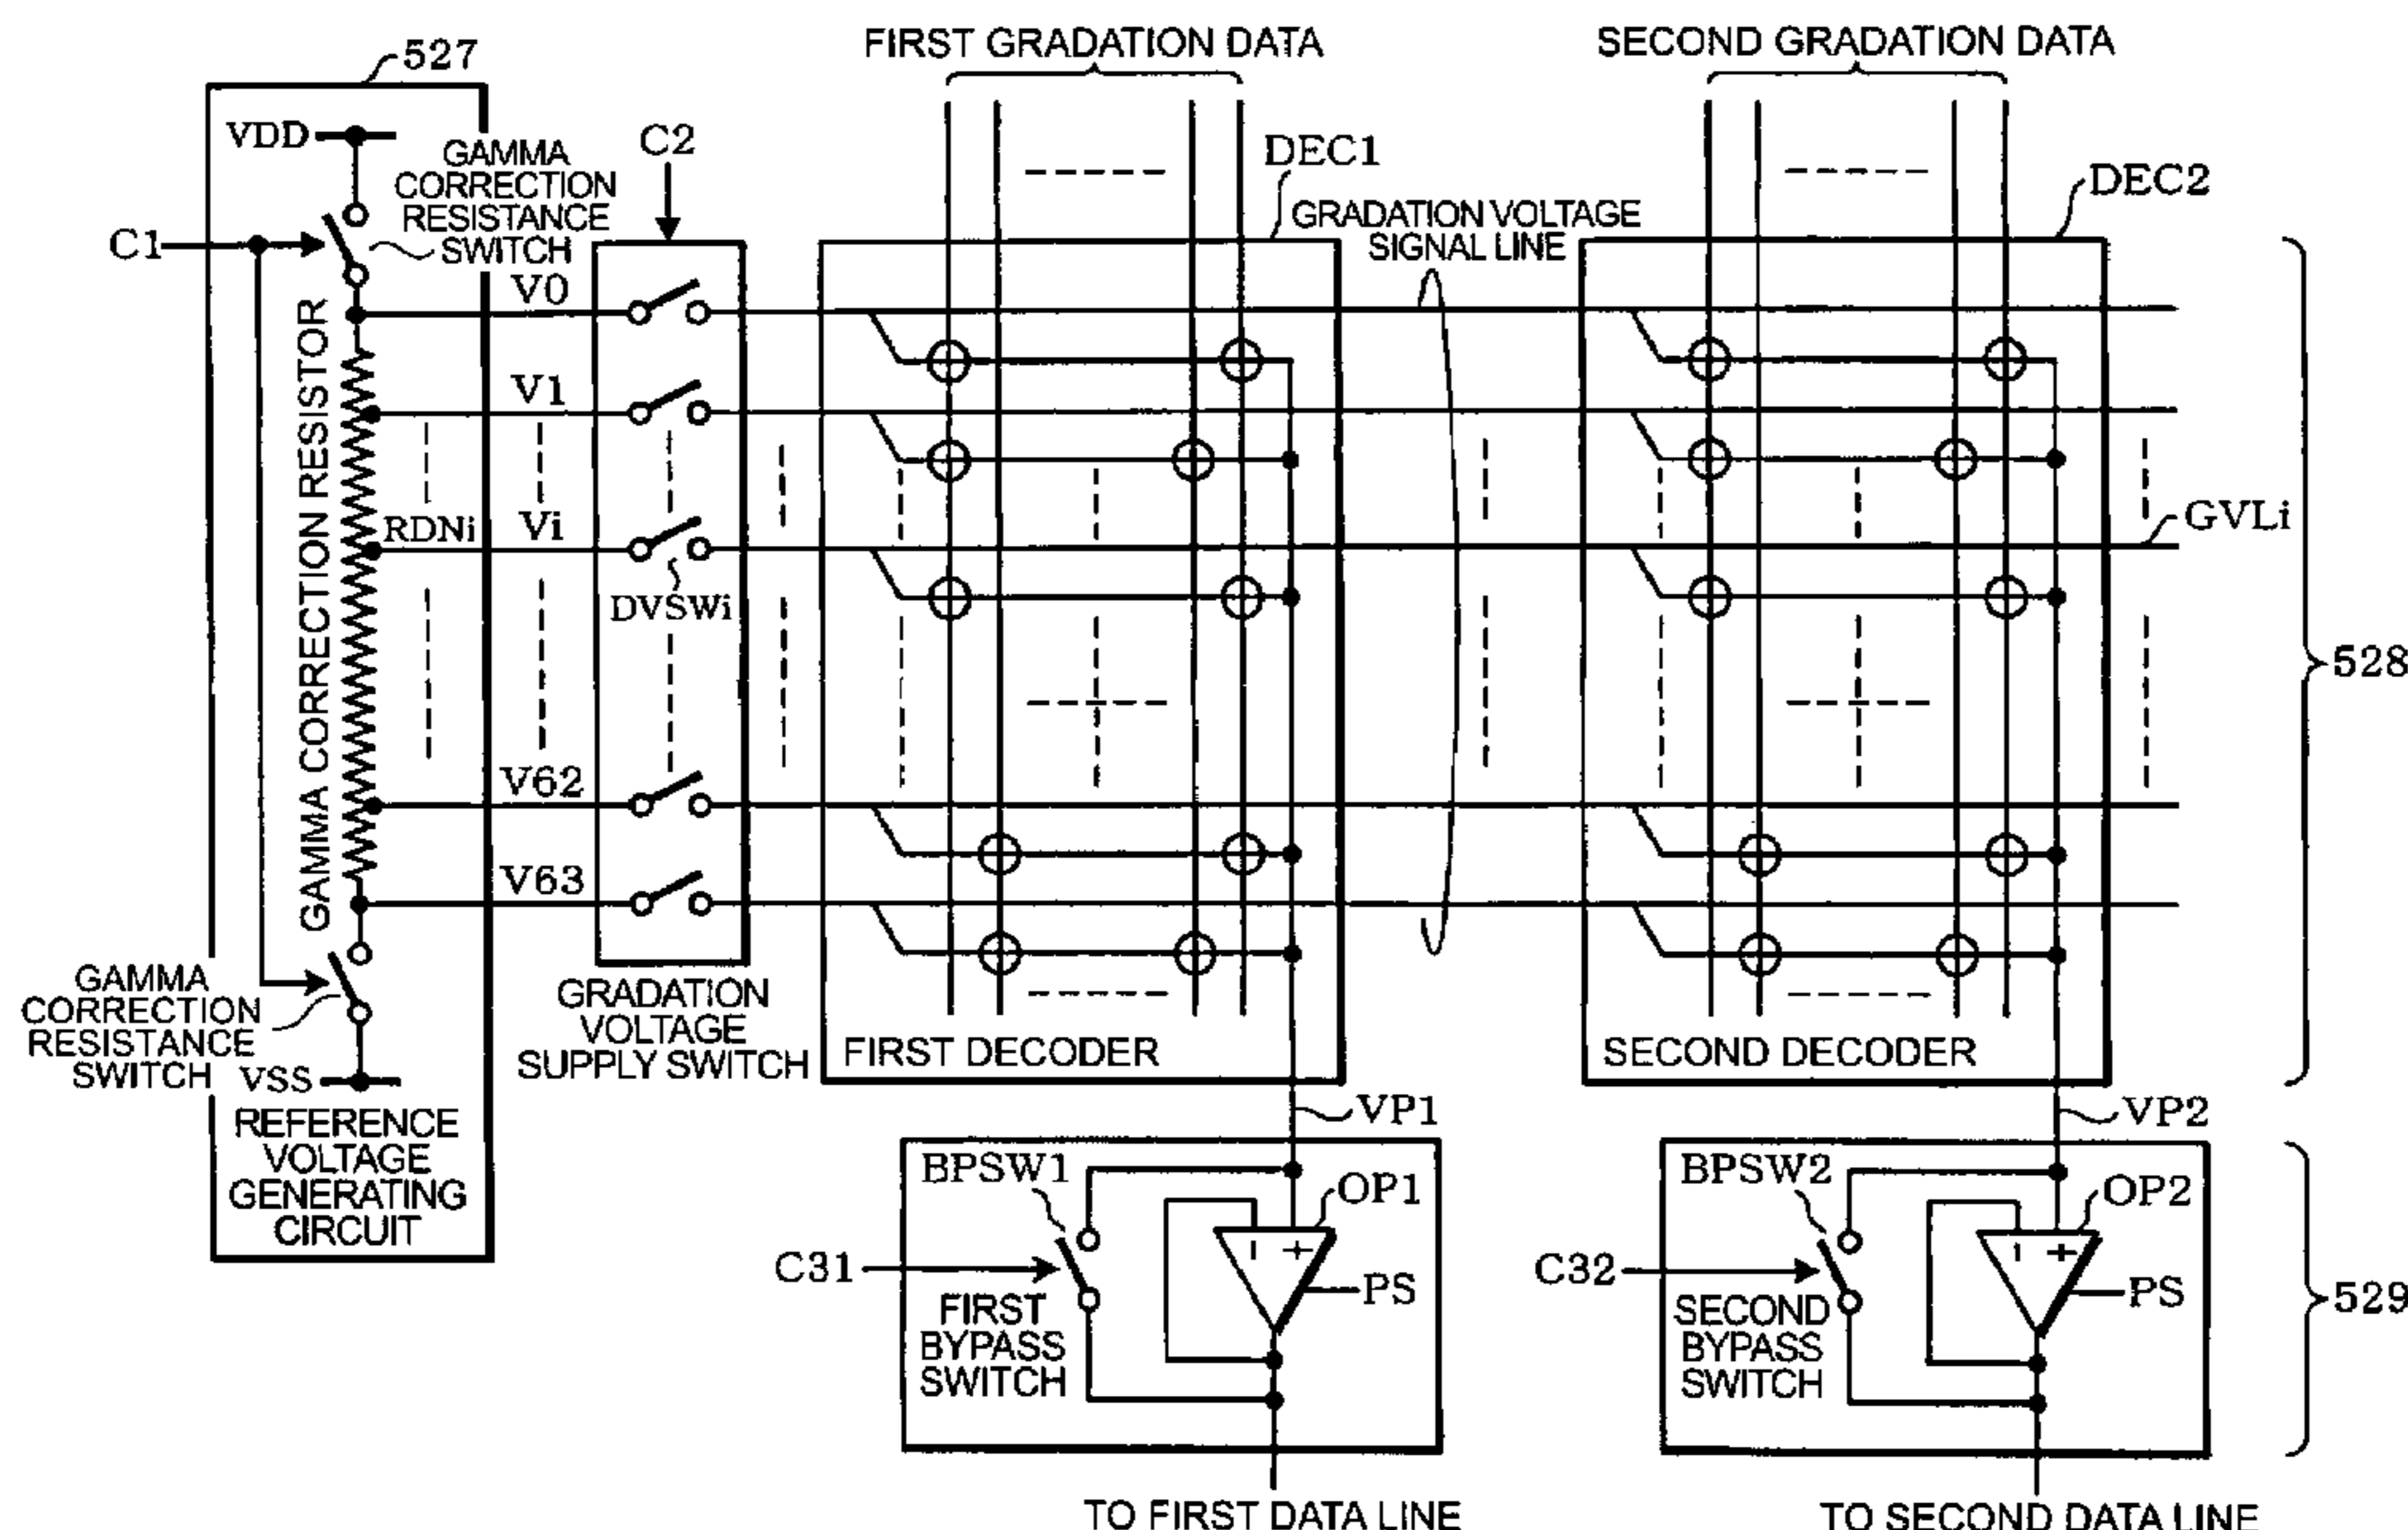 527
FIRST GRADATION DATA
SECOND GRADATION DATA
VDD
GAMMA
CORRECTION
RESISTANCE
SWITCH
C2
DEC1
DEC2
GRADATION VOLTAGE
SIGNAL LINE
C1
V0
GAMMA CORRECTION RESISTOR
V1
RDNi
Vi
GVLi
DVSWi
528
V62
V63
GAMMA
CORRECTION
RESISTANCE
SWITCH
VSS
GRADATION
VOLTAGE
SUPPLY SWITCH
FIRST DECODER
SECOND DECODER
REFERENCE
VOLTAGE
GENERATING
CIRCUIT
VP1
VP2
BPSW1
OP1
BPSW2
OP2
- +
- +
C31
PS
C32
PS
529
FIRST
BYPASS
SWITCH
SECOND
BYPASS
SWITCH
TO FIRST DATA LINE
TO SECOND DATA LINE